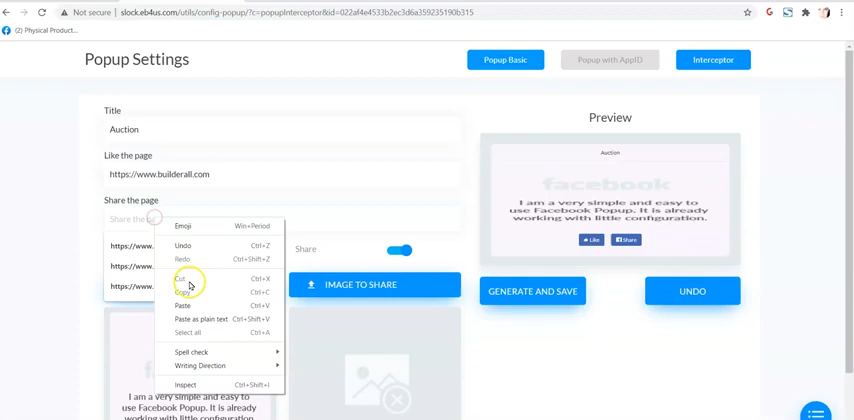 Not secure slock.eb4us.com/utils/config-popup/?c=popupInterceptor&id=022af4e4533b2ec3d6a359235190b315
(2) Physical Product...
Popup Settings
Popup Basic
Popup with AppID
Interceptor
Title
Auction
Like the page
https://www.builderall.com
Share the page
Share the pa
https://www.
https://www.
https://www.
Emoji Win+Period
Undo Ctrl+Z
Redo Ctrl+Shift+Z
Cut Ctrl+X
Copy Ctrl+C
Paste Ctrl+V
Paste as plain text Ctrl+Shift+V
Select all Ctrl+A
Spell check
Writing Direction
Inspect Ctrl+Shift+I
Share
IMAGE TO SHARE
Preview
Auction
I am a very simple and easy to
use Facebook Popup. It is already
working with little configuration.
Like
Share
GENERATE AND SAVE
UNDO
I am a very simple and easy to
use Facebook Popup. It is already
working with little configuration.